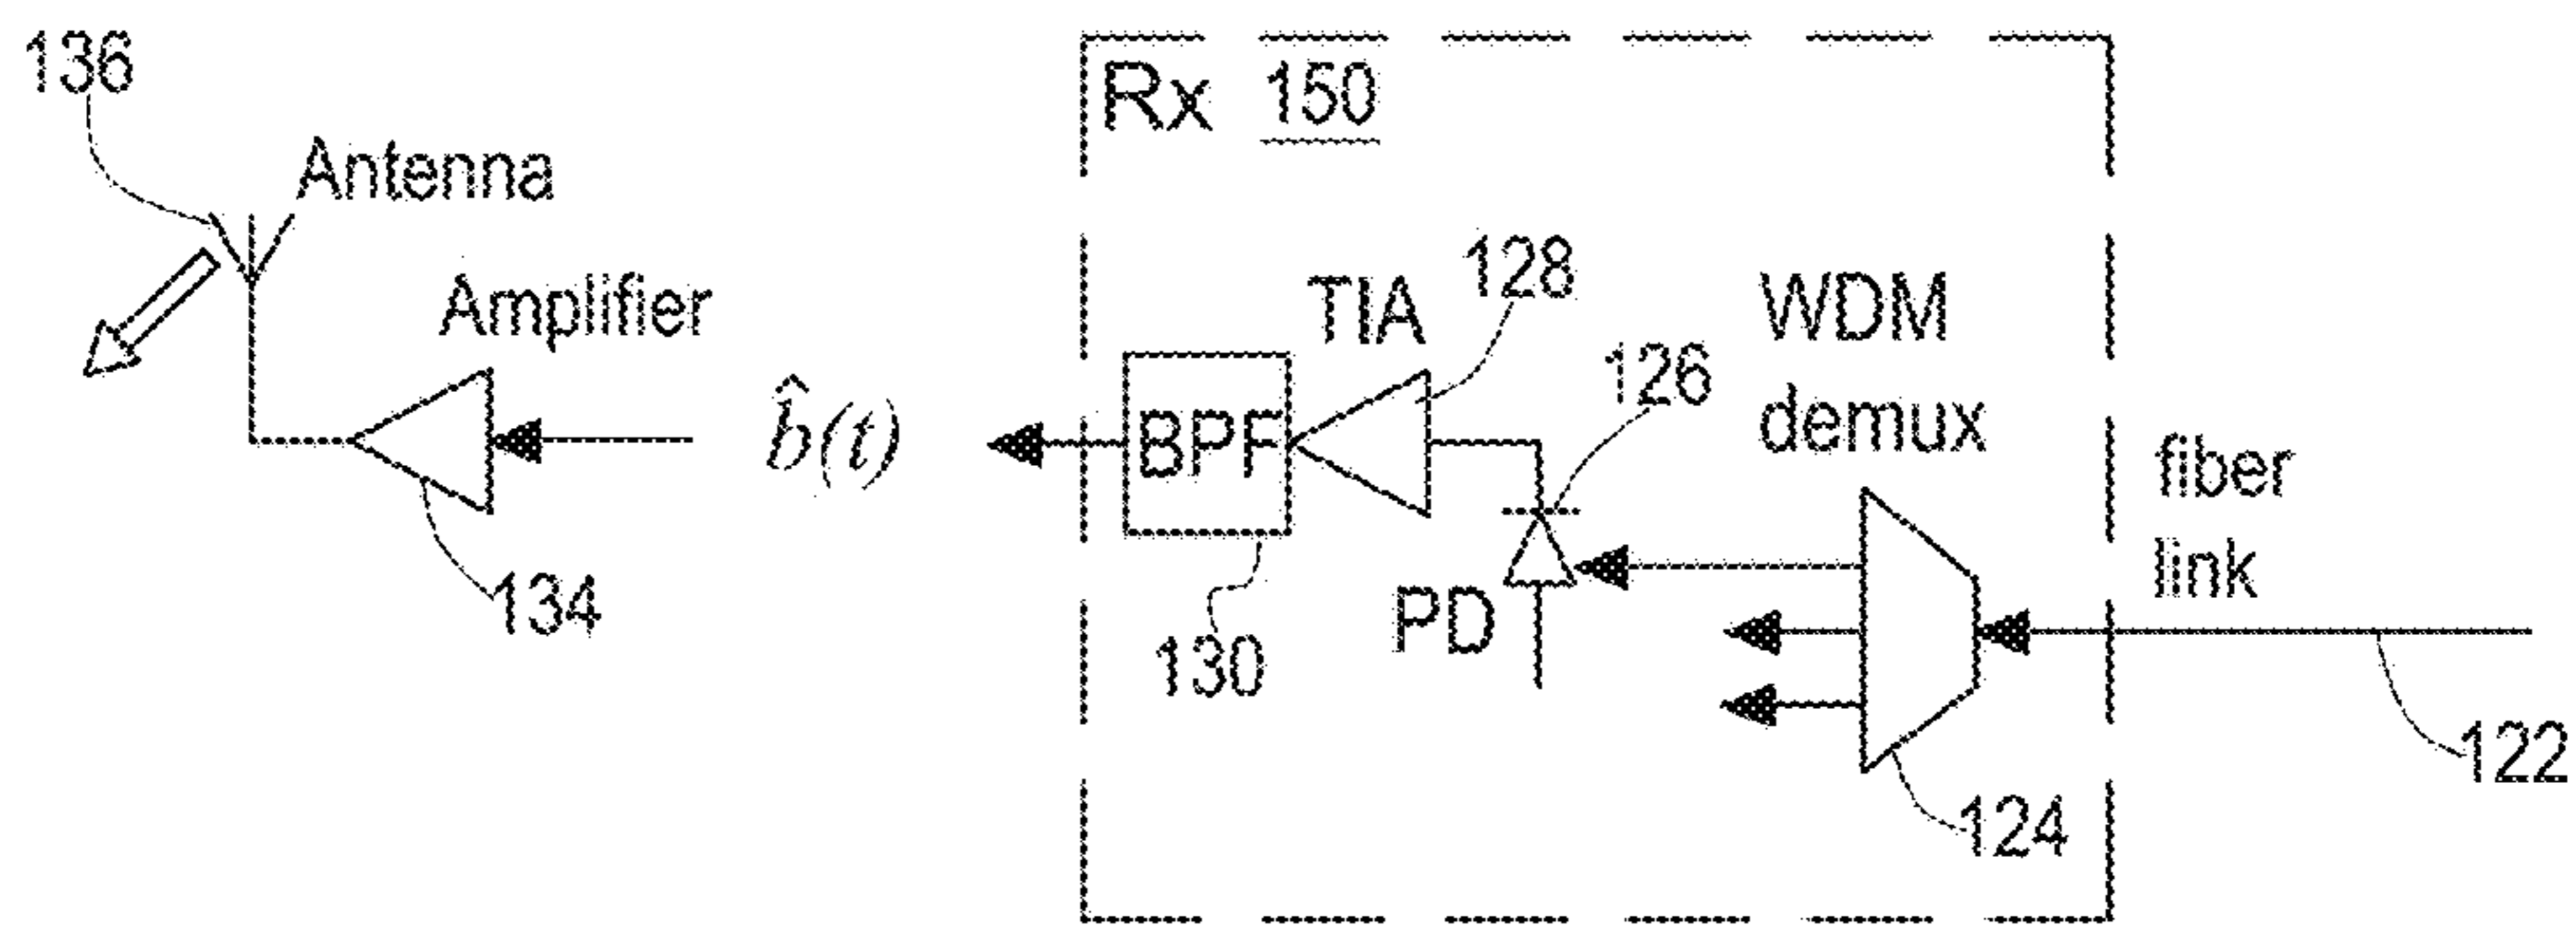 136
Antenna
Amplifier
134
b̂(t)
Rx 150
TIA
128
BPF
130
126
PD
WDM
demux
124
fiber
link
122